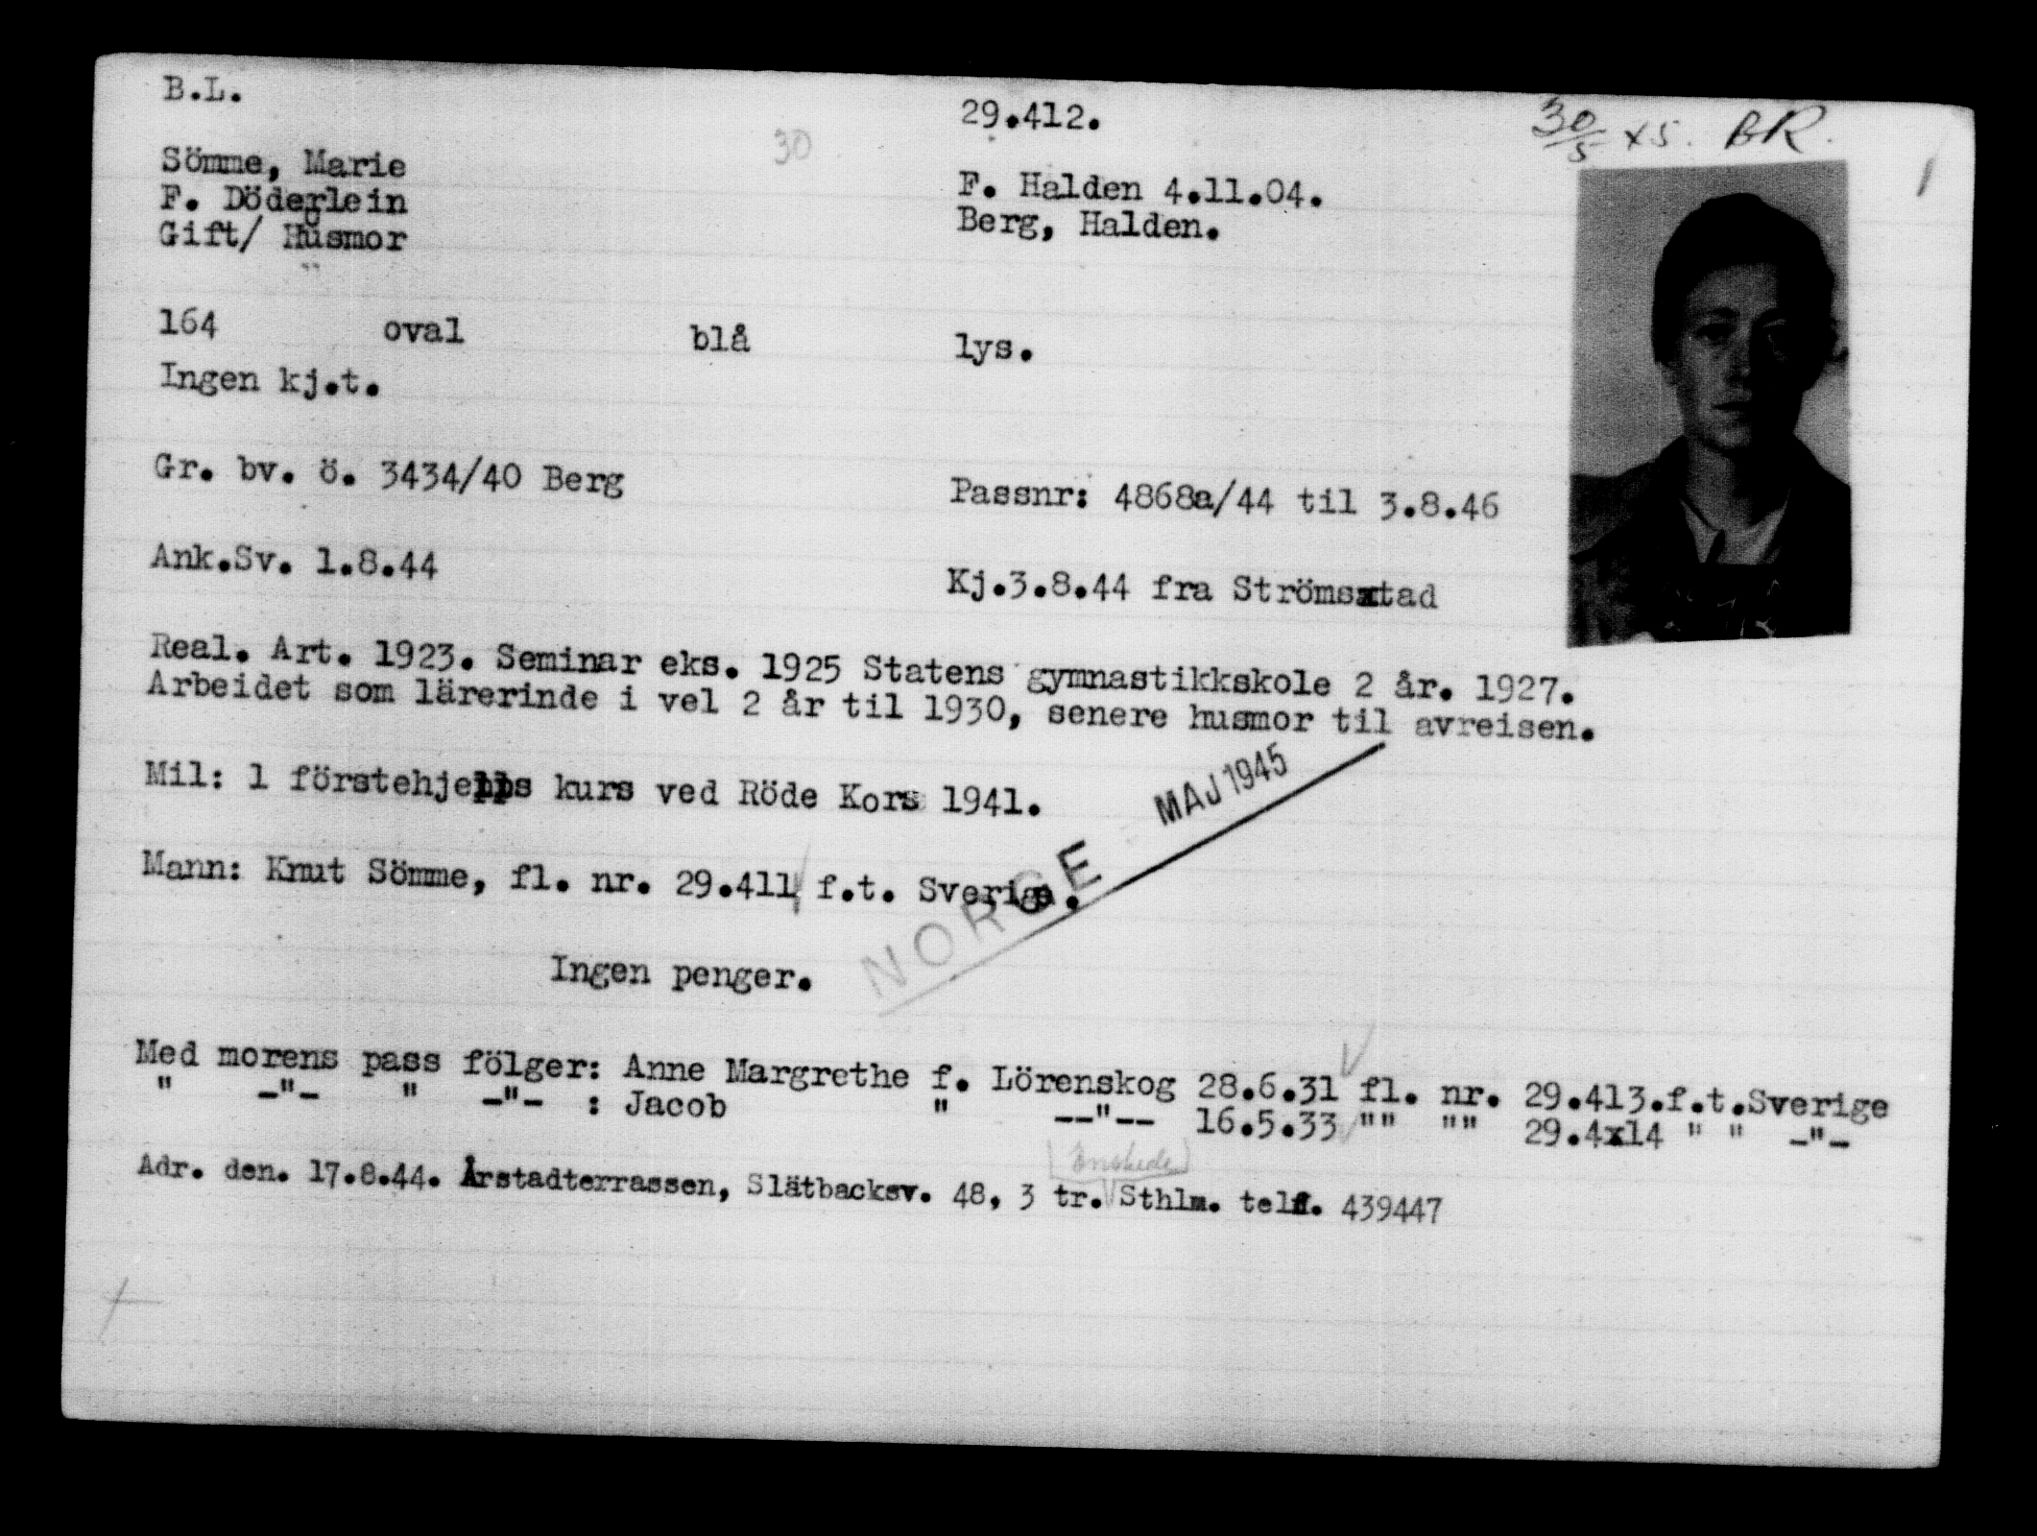 B.L.
29.412.
30/5 45. BR.
30
Sömme, Marie
F. Halden 4.11.04.
F. Döderlein
Berg, Halden.
Gift/ Husmor
164 oval blå lys.
Ingen kj.t.
Gr. bv. ö. 3434/40 Berg
Passnr: 4868a/44 til 3.8.46
Ank.Sv. 1.8.44
Kj.3.8.44 fra Strömsxtad
Real. Art. 1923. Seminar eks. 1925 Statens gymnastikkskole 2 år. 1927.
Arbeidet som lärerinde i vel 2 år til 1930, senere husmor til avreisen.
MAJ 1945
Mil: 1 förstehjelps kurs ved Röde Kors 1941.
NORGE
Mann: Knut Sömme, fl. nr. 29.411 f.t. Sverige.
Ingen penger.
Med morens pass fölger: Anne Margrethe f. Lörenskog 28.6.31 fl. nr. 29.413.f.t.Sverige
" -"- " -"- : Jacob " --"-- 16.5.33 "" "" 29.4x14 " " -"-
Enskede
Adr. den. 17.8.44. Årstadterrassen, Slätbacksv. 48, 3 tr. Sthlm. telf. 439447